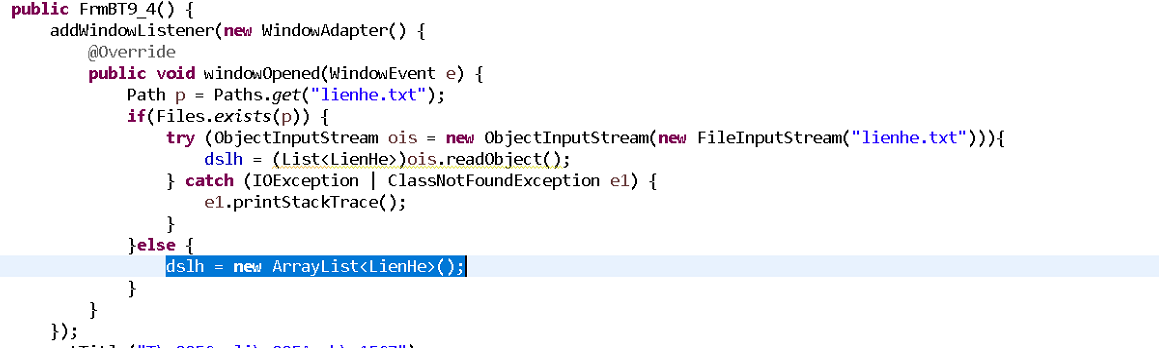 public FrmBT9_4() {
addWindowListener(new WindowAdapter() {
@Override
public void windowOpened(WindowEvent e) {
Path p = Paths.get("lienhe.txt");
if(Files.exists(p)) {
try (ObjectInputStream ois = new ObjectInputStream(new FileInputStream("lienhe.txt"))){
dslh = (List<LienHe>)ois.readObject();
} catch (IOException | ClassNotFoundException e1) {
e1.printStackTrace();
}
}else {
dslh = new ArrayList<LienHe>();
}
}
});